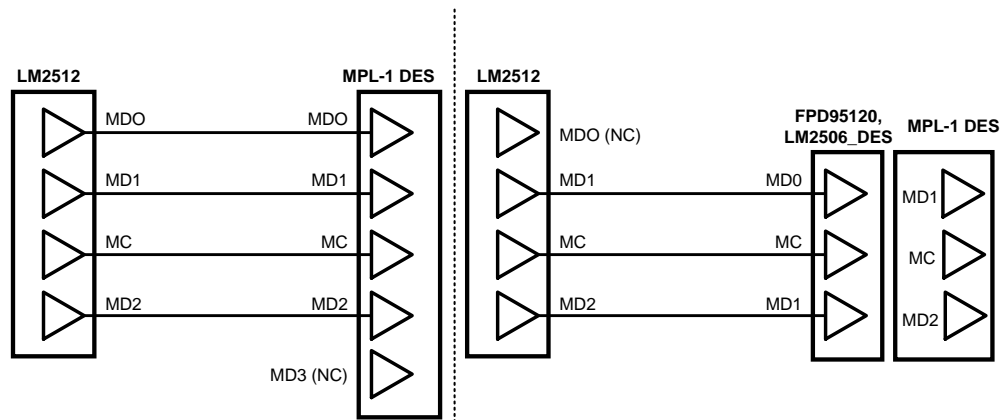 LM2512
MPL-1 DES
MDO
MDO
MD1
MD1
MC
MC
MD2
MD2
MD3 (NC)
LM2512
FPD95120,
LM2506_DES
MPL-1 DES
MDO (NC)
MD1
MD0
MD1
MC
MC
MC
MD2
MD1
MD2